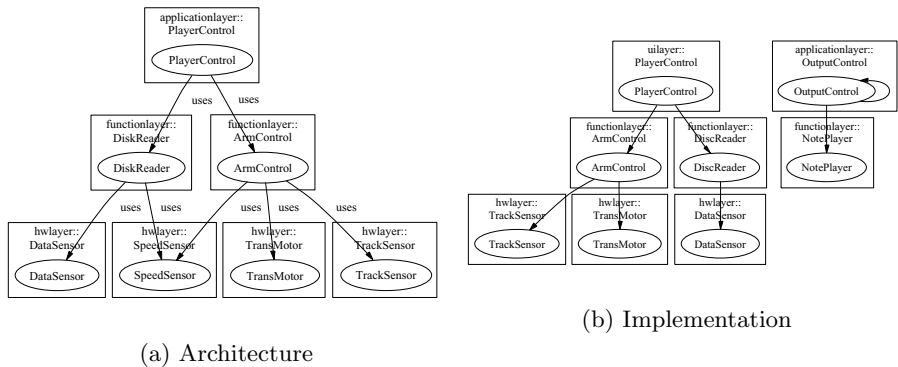 applicationlayer::
PlayerControl
PlayerControl
uses
uses
functionlayer::
DiskReader
DiskReader
functionlayer::
ArmControl
ArmControl
uses
uses
uses
uses
uses
hwlayer::
DataSensor
DataSensor
hwlayer::
SpeedSensor
SpeedSensor
hwlayer::
TransMotor
TransMotor
hwlayer::
TrackSensor
TrackSensor
(a) Architecture
uilayer::
PlayerControl
PlayerControl
applicationlayer::
OutputControl
OutputControl
functionlayer::
ArmControl
ArmControl
functionlayer::
DiscReader
DiscReader
functionlayer::
NotePlayer
NotePlayer
hwlayer::
TrackSensor
TrackSensor
hwlayer::
TransMotor
TransMotor
hwlayer::
DataSensor
DataSensor
(b) Implementation